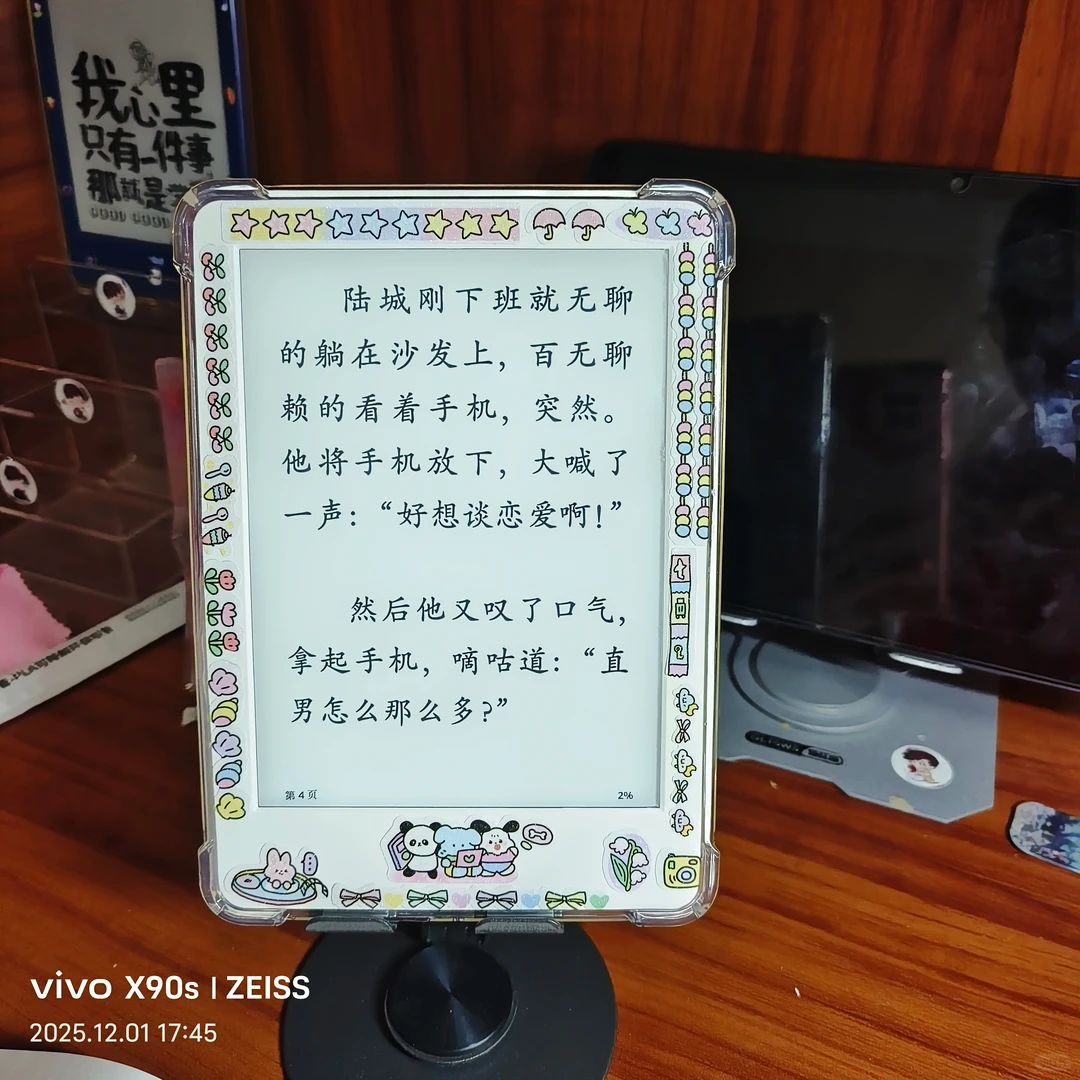 我心里
只有一件事
那就是
陆城刚下班就无聊
的躺在沙发上，百无聊
赖的看着手机，突然。
他将手机放下，大喊了
一声：“好想谈恋爱啊！”
然后他又叹了口气，
拿起手机，嘀咕道：“直
男怎么那么多？”
第 4 页
2%
vivo X90s | ZEISS
2025.12.01 17:45